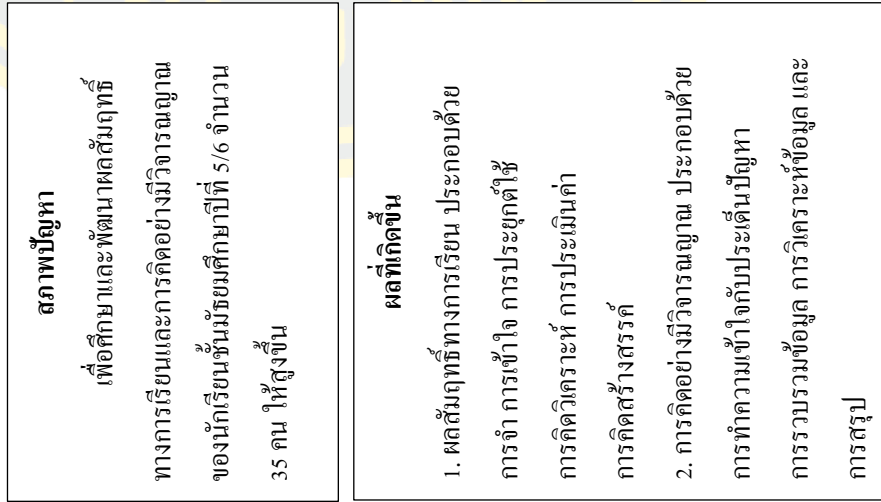 สภาพปัญหา
เพื่อศึกษาและพัฒนาผลสัมฤทธิ์
ทางการเรียนและการคิดอย่างมีวิจารณญาณ
ของนักเรียนชั้นมัธยมศึกษาปีที่ 5/6 จำนวน
35 คน ให้สูงขึ้น
ผลที่เกิดขึ้น
1. ผลสัมฤทธิ์ทางการเรียน ประกอบด้วย
การจำ การเข้าใจ การประยุกต์ใช้
การคิดวิเคราะห์ การประเมินค่า
การคิดสร้างสรรค์
2. การคิดอย่างมีวิจารณญาณ ประกอบด้วย
การทำความเข้าใจกับประเด็นปัญหา
การรวบรวมข้อมูล การวิเคราะห์ข้อมูล และ
การสรุป